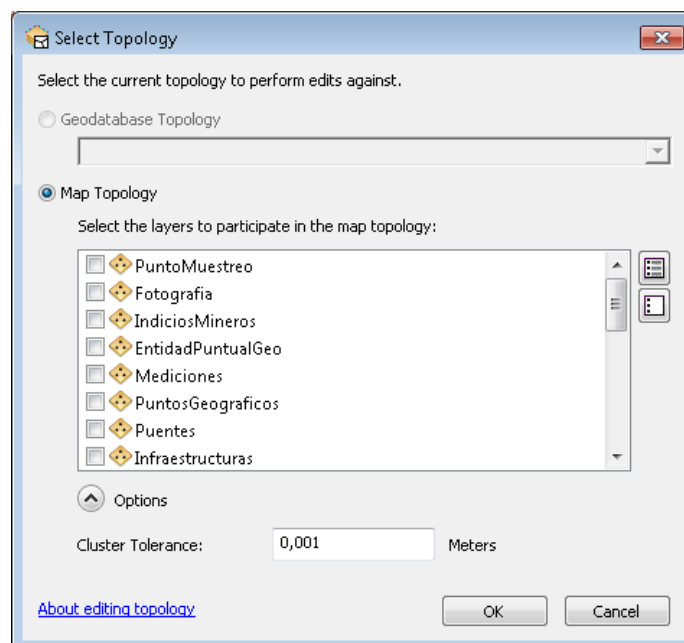 Select Topology
Select the current topology to perform edits against.
Geodatabase Topology
Map Topology
Select the layers to participate in the map topology:
PuntoMuestreo
Fotografia
IndiciosMineros
EntidadPuntualGeo
Mediciones
PuntosGeograficos
Puentes
Infraestructuras
Options
Cluster Tolerance: 0,001 Meters
About editing topology OK Cancel